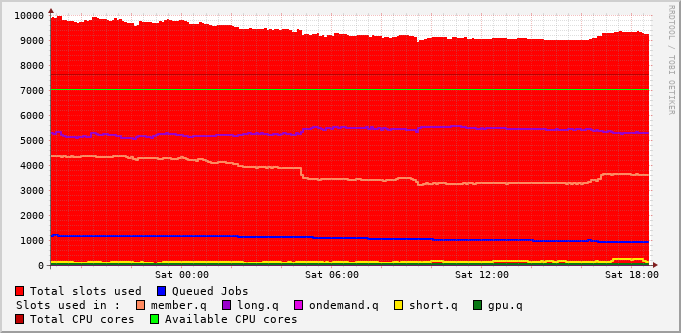 10000
9000
8000
7000
6000
5000
4000
3000
2000
1000
0
Sat 00:00 Sat 06:00 Sat 12:00 Sat 18:00
RRDTOOL / TOBI OETIKER
Total slots used Queued Jobs
Slots used in : member.q long.q ondemand.q short.q gpu.q
Total CPU cores Available CPU cores